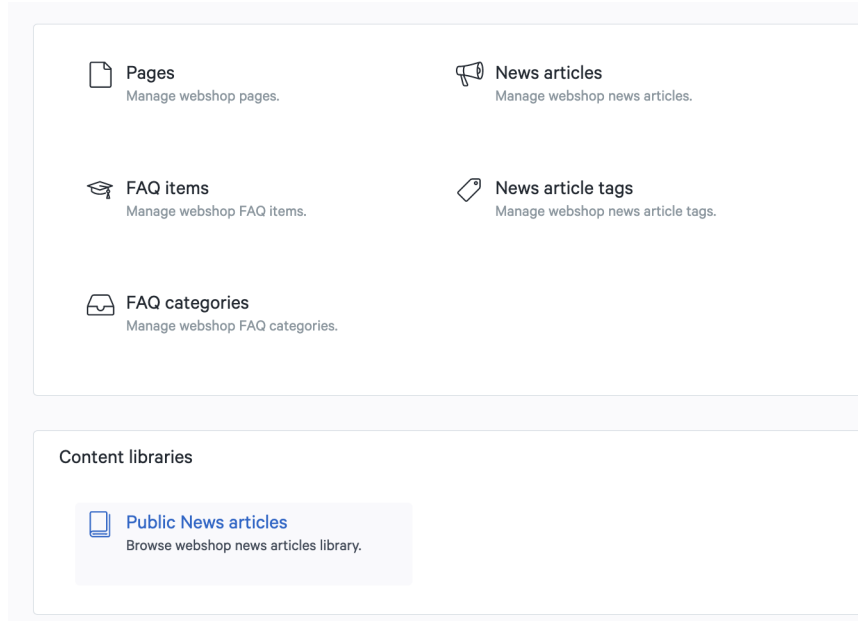 Pages
Manage webshop pages.
News articles
Manage webshop news articles.
FAQ items
Manage webshop FAQ items.
News article tags
Manage webshop news article tags.
FAQ categories
Manage webshop FAQ categories.
Content libraries
Public News articles
Browse webshop news articles library.